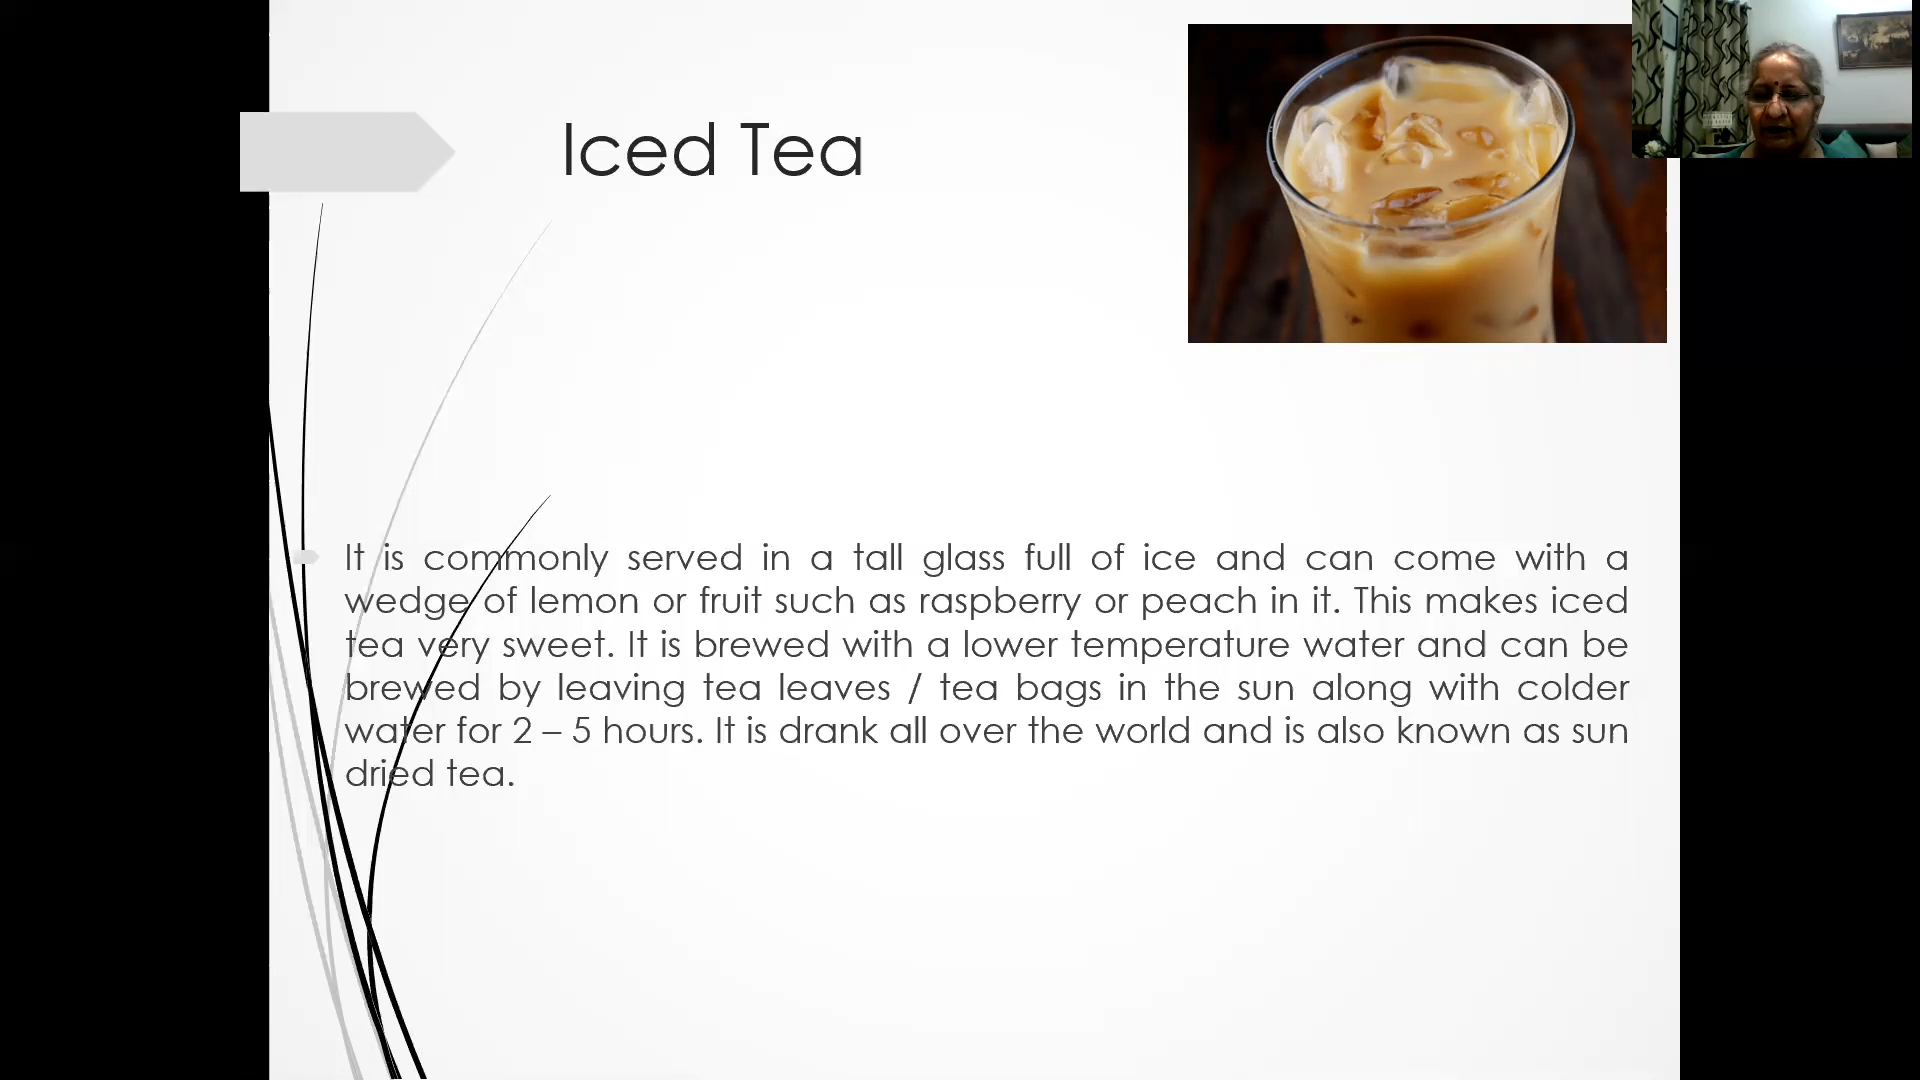 Iced Tea
It is commonly served in a tall glass full of ice and can come with a
wedge of lemon or fruit such as raspberry or peach in it. This makes iced
tea very sweet. It is brewed with a lower temperature water and can be
brewed by leaving tea leaves / tea bags in the sun along with colder
water for 2 – 5 hours. It is drank all over the world and is also known as sun
dried tea.